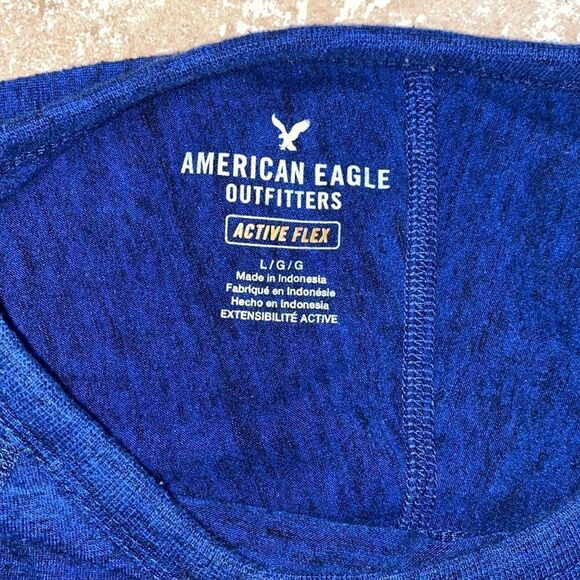 AMERICAN EAGLE
OUTFITTERS
ACTIVE FLEX
L/G/G
Made in Indonesia
Fabriqué en Indonésie
Hecho en Indonesia
EXTENSIBILITÉ ACTIVE